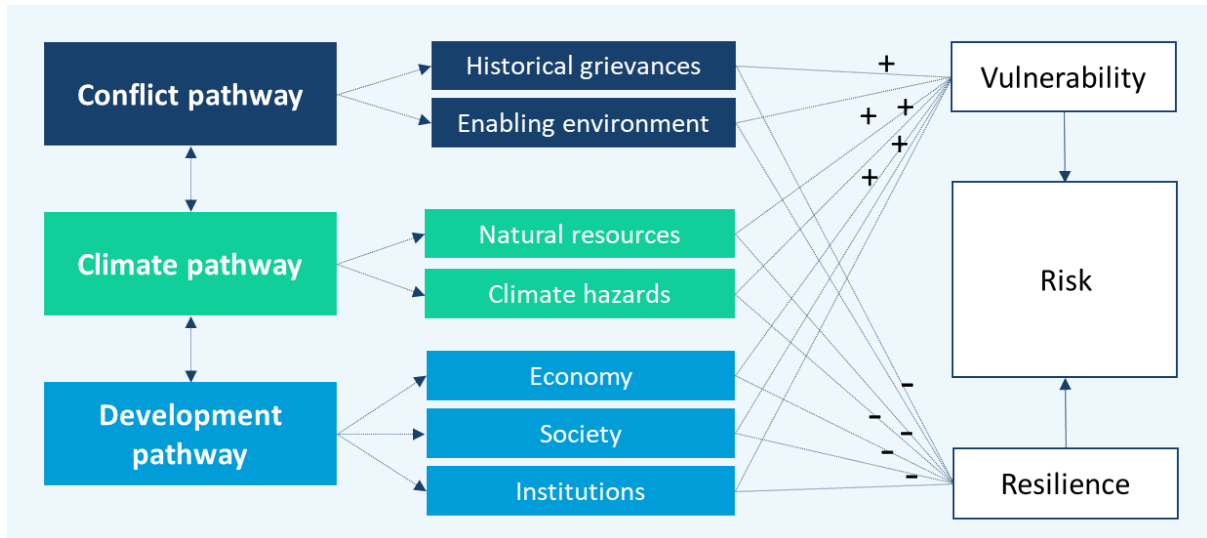 Conflict pathway
Historical grievances
Enabling environment
Climate pathway
Natural resources
Climate hazards
Development
pathway
Economy
Society
Institutions
+
+
+
+
+
-
-
-
-
-
Vulnerability
Risk
Resilience